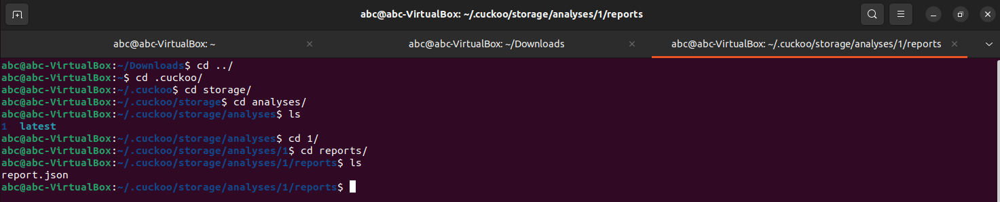 abc@abc-VirtualBox: ~/.cuckoo/storage/analyses/1/reports
abc@abc-VirtualBox: ~
abc@abc-VirtualBox: ~/Downloads
abc@abc-VirtualBox: ~/.cuckoo/storage/analyses/1/reports
abc@abc-VirtualBox:~/Downloads$ cd ../
abc@abc-VirtualBox:~$ cd .cuckoo/
abc@abc-VirtualBox:~/.cuckoo$ cd storage/
abc@abc-VirtualBox:~/.cuckoo/storage$ cd analyses/
abc@abc-VirtualBox:~/.cuckoo/storage/analyses$ ls
1  latest
abc@abc-VirtualBox:~/.cuckoo/storage/analyses$ cd 1/
abc@abc-VirtualBox:~/.cuckoo/storage/analyses/1$ cd reports/
abc@abc-VirtualBox:~/.cuckoo/storage/analyses/1/reports$ ls
report.json
abc@abc-VirtualBox:~/.cuckoo/storage/analyses/1/reports$